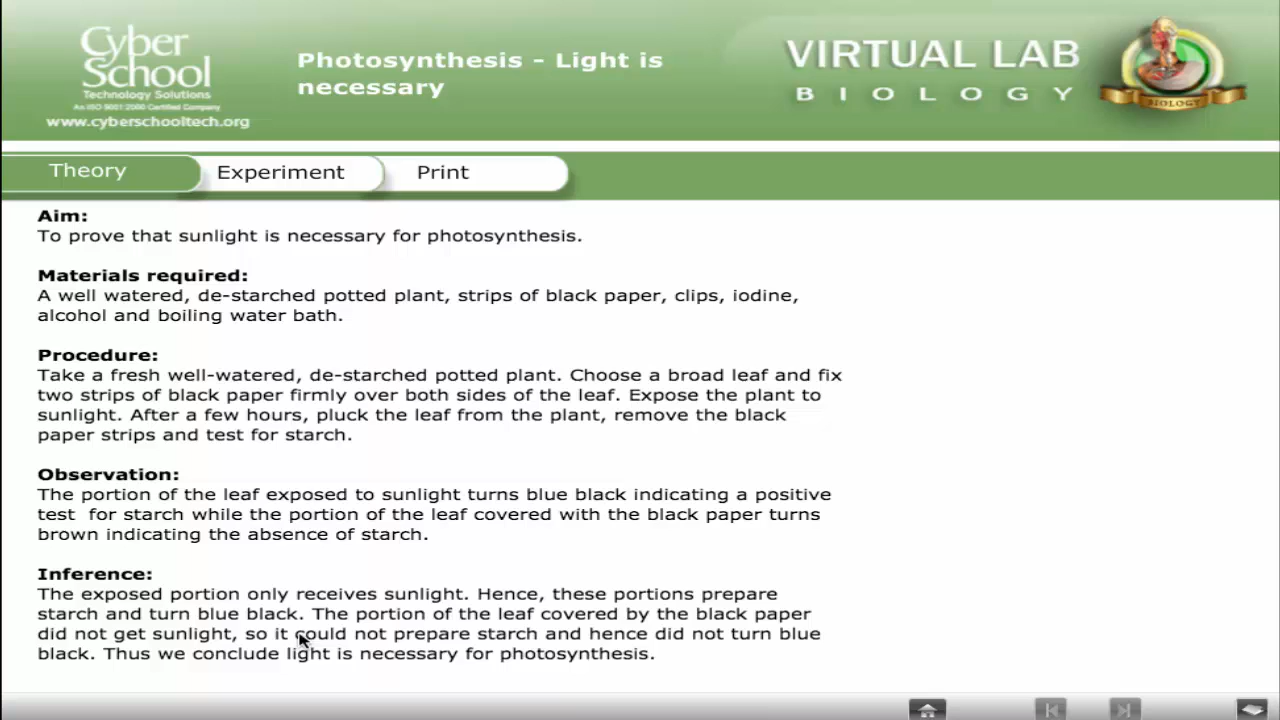 Cyber
School
Technology Solutions
An ISO 9001:2000 Certified Company
www.cyberschooltech.org
Photosynthesis - Light is
necessary
VIRTUAL LAB
BIOLOGY
BIOLOGY
Theory
Experiment
Print
Aim:
To prove that sunlight is necessary for photosynthesis.
Materials required:
A well watered, de-starched potted plant, strips of black paper, clips, iodine,
alcohol and boiling water bath.
Procedure:
Take a fresh well-watered, de-starched potted plant. Choose a broad leaf and fix
two strips of black paper firmly over both sides of the leaf. Expose the plant to
sunlight. After a few hours, pluck the leaf from the plant, remove the black
paper strips and test for starch.
Observation:
The portion of the leaf exposed to sunlight turns blue black indicating a positive
test  for starch while the portion of the leaf covered with the black paper turns
brown indicating the absence of starch.
Inference:
The exposed portion only receives sunlight. Hence, these portions prepare
starch and turn blue black. The portion of the leaf covered by the black paper
did not get sunlight, so it could not prepare starch and hence did not turn blue
black. Thus we conclude light is necessary for photosynthesis.